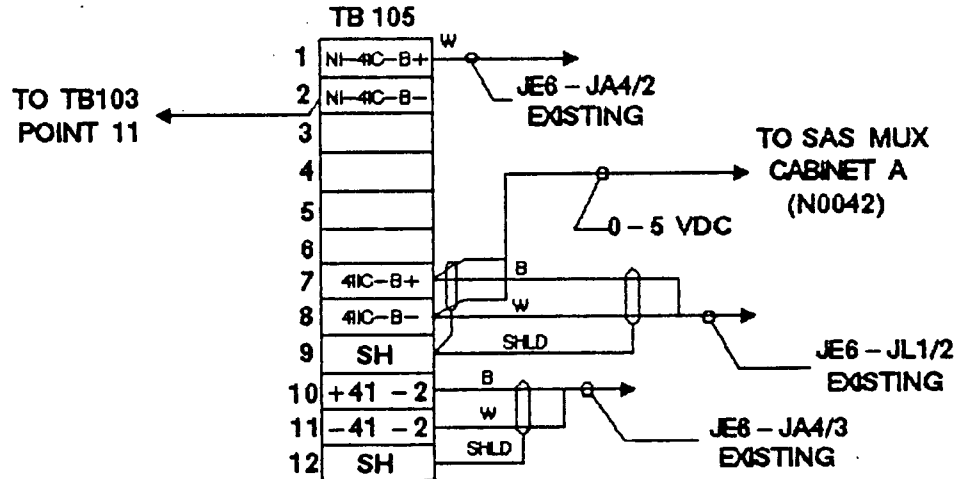 TB 105
1 NI-41C-B+ W
2 NI-41C-B-
3
4
5
6
7 41IC-B+ B
8 41IC-B- W
9 SH SHLD
10 +41 -2 B
11 -41 -2 W
12 SH SHLD
TO TB103
POINT 11
JE6 - JA4/2
EXISTING
TO SAS MUX
CABINET A
(N0042)
0 - 5 VDC
JE6 - JL1/2
EXISTING
JE6 - JA4/3
EXISTING